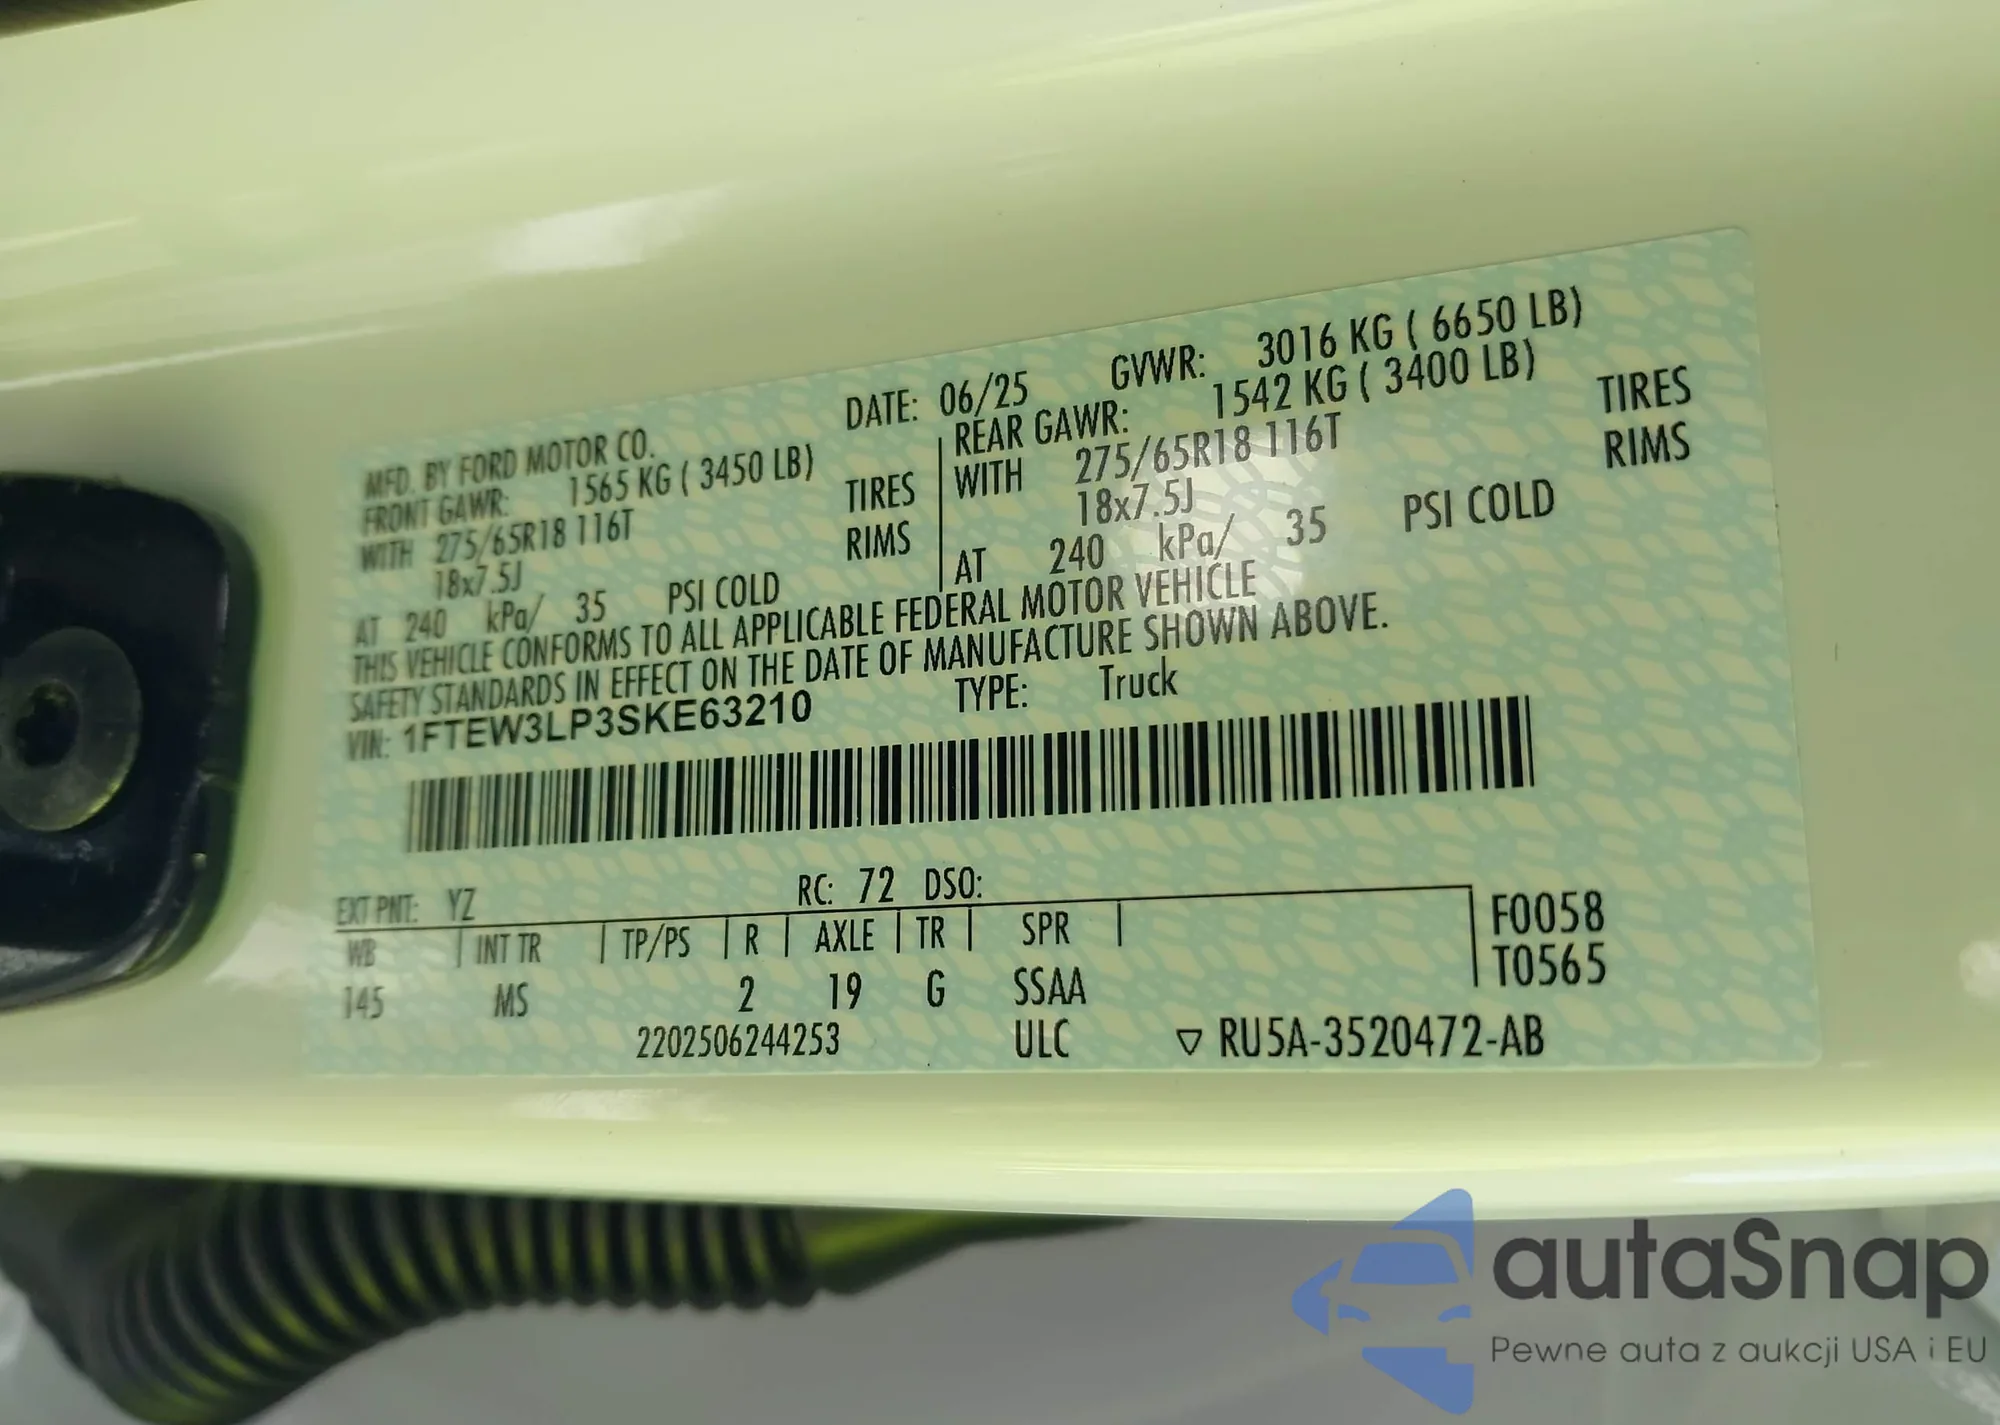 MFD. BY FORD MOTOR CO. DATE: 06/25 GVWR: 3016 KG ( 6650 LB)
FRONT GAWR: 1565 KG ( 3450 LB) REAR GAWR: 1542 KG ( 3400 LB)
WITH 275/65R18 116T TIRES WITH 275/65R18 116T TIRES
18x7.5J RIMS 18x7.5J RIMS
AT 240 kPa/ 35 PSI COLD AT 240 kPa/ 35 PSI COLD
THIS VEHICLE CONFORMS TO ALL APPLICABLE FEDERAL MOTOR VEHICLE
SAFETY STANDARDS IN EFFECT ON THE DATE OF MANUFACTURE SHOWN ABOVE.
VIN: 1FTEW3LP3SKE63210 TYPE: Truck
EXT PNT: YZ RC: 72 DSO:
WB INT TR TP/PS R AXLE TR SPR F0058
145 MS 2 19 G SSAA T0565
2202506244253 ULC ▽ RU5A-3520472-AB
autaSnap
Pewne auta z aukcji USA i EU